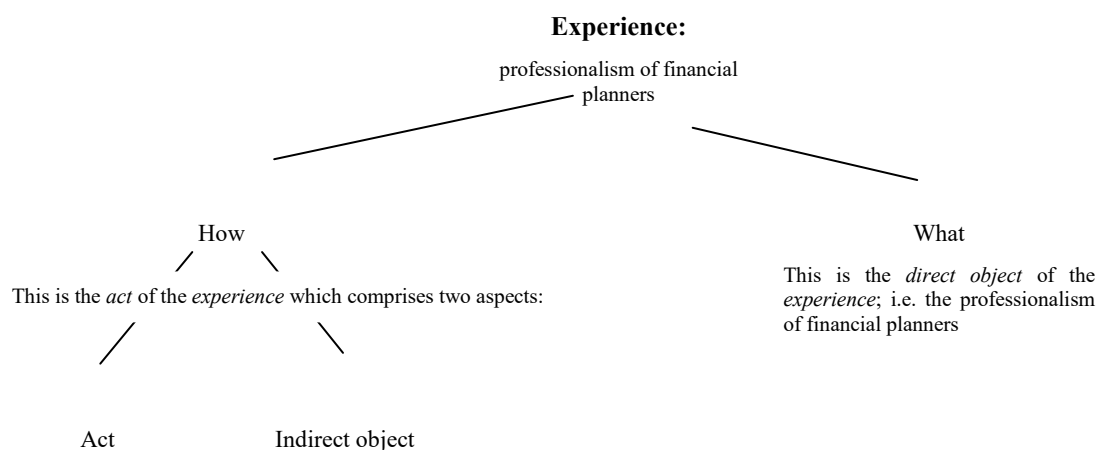 Experience:
professionalism of financial
planners
How
What
This is the act of the experience which comprises two aspects:
This is the direct object of the
experience; i.e. the professionalism
of financial planners
Act
Indirect object